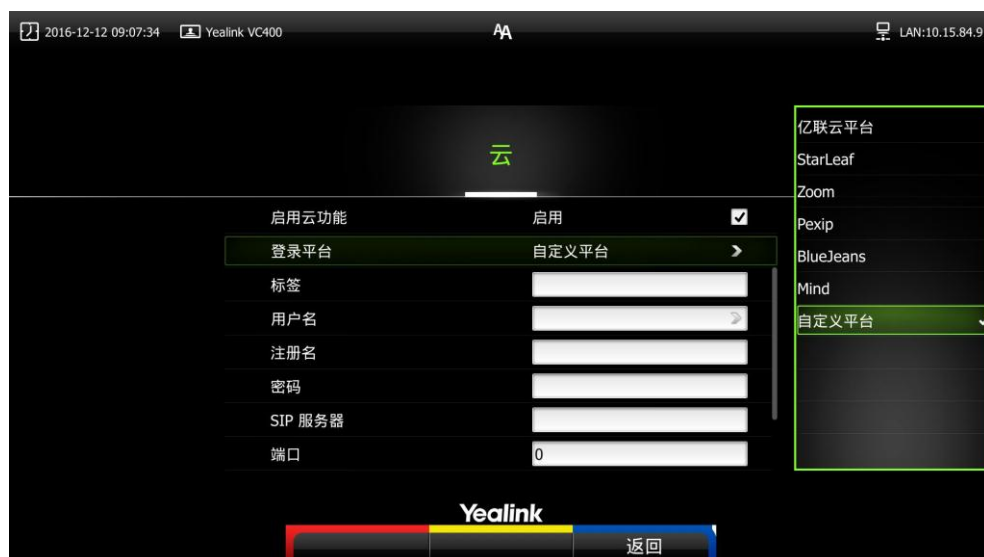 2016-12-12 09:07:34 Yealink VC400 AA LAN:10.15.84.9
云
启用云功能 启用
登录平台 自定义平台
标签
用户名
注册名
密码
SIP 服务器
端口 0
亿联云平台
StarLeaf
Zoom
Pexip
BlueJeans
Mind
自定义平台
Yealink
返回